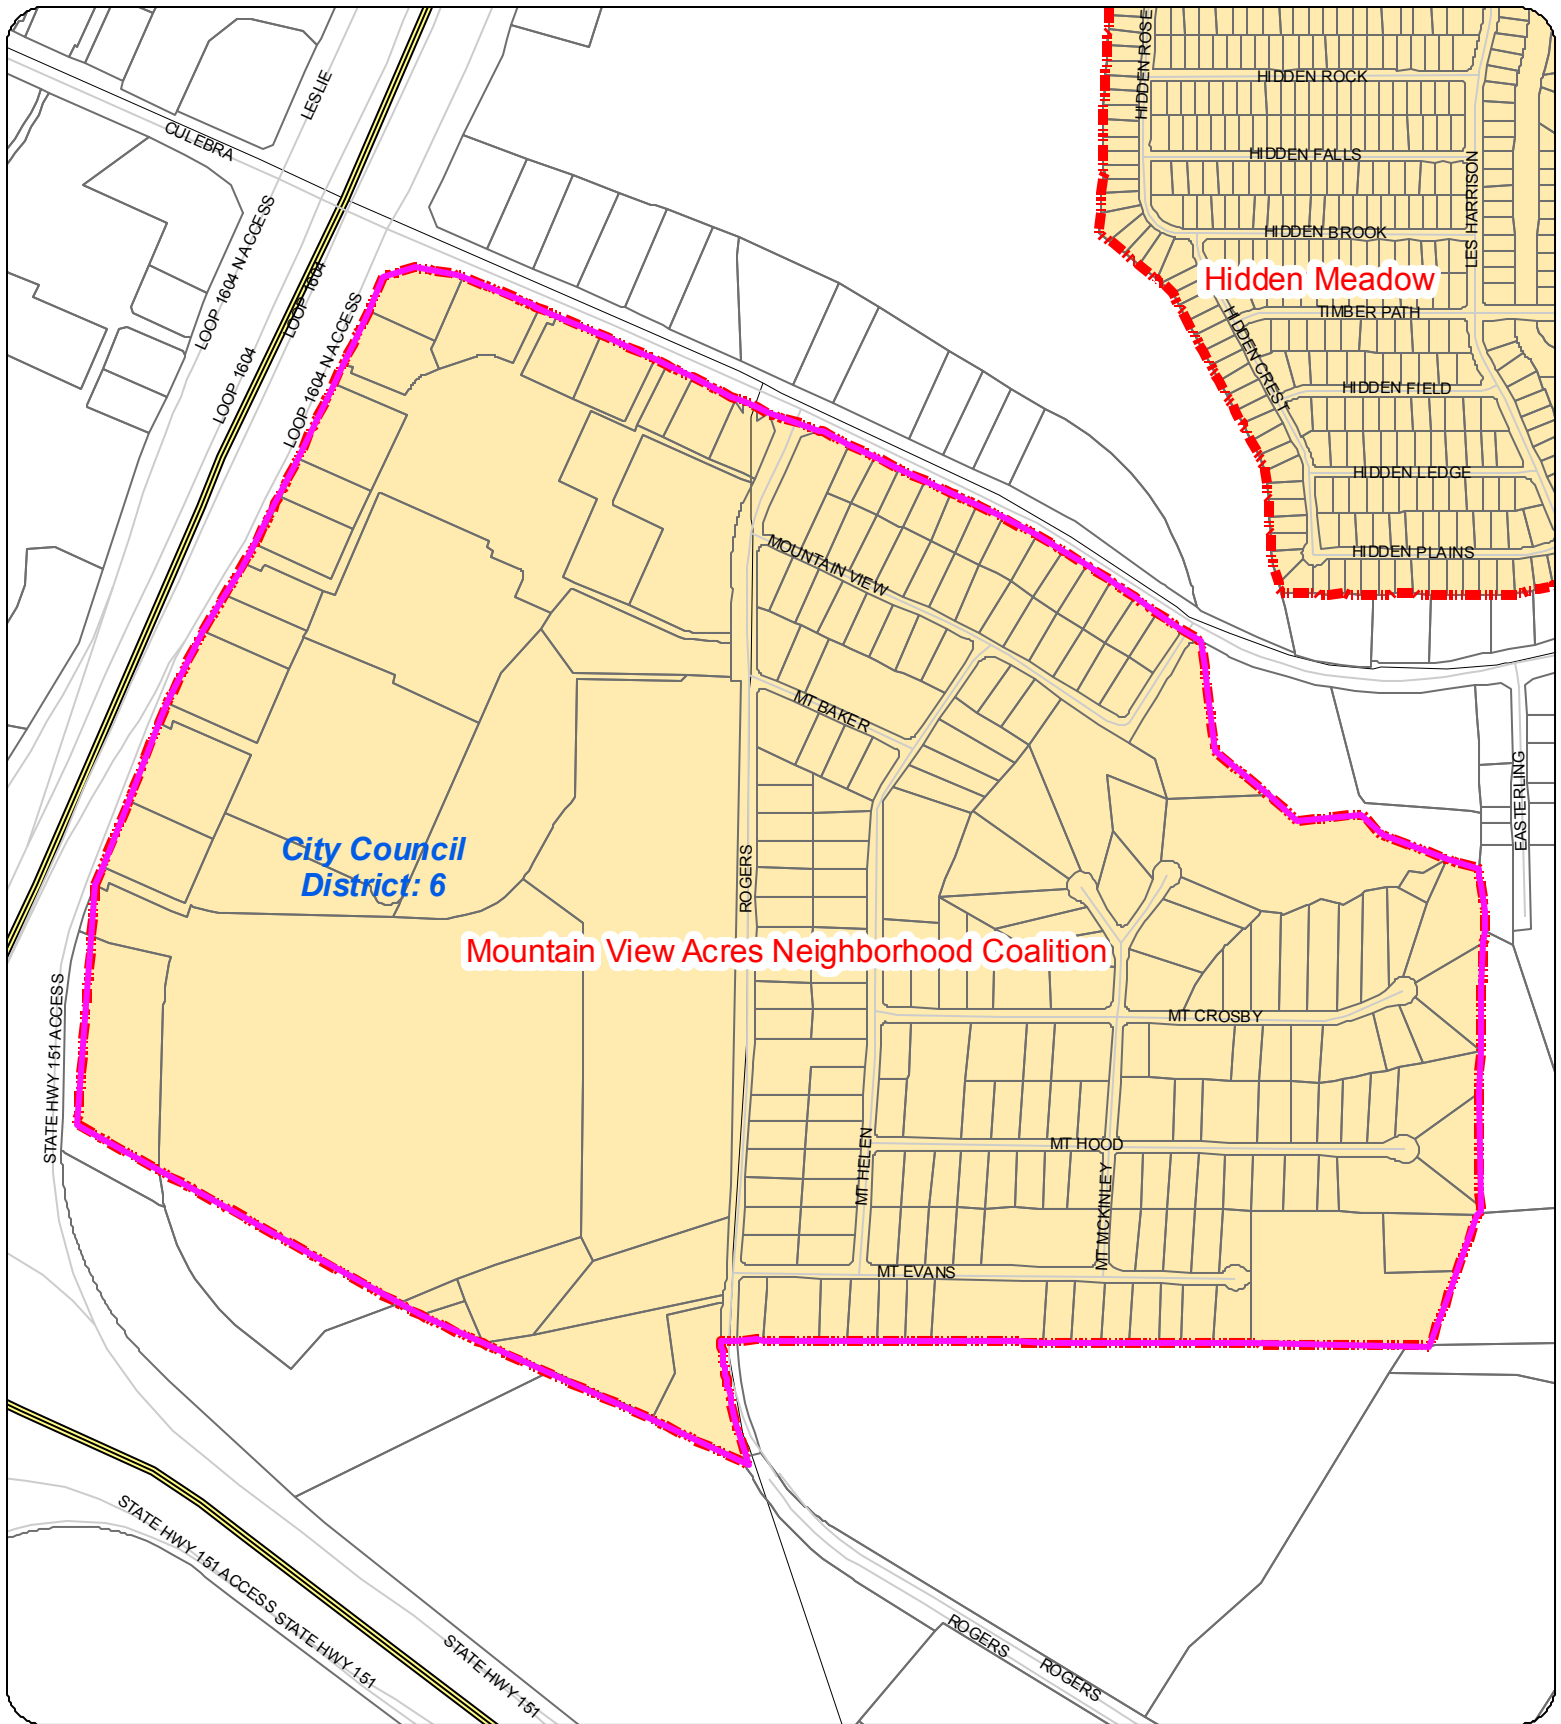 HIDDEN ROSE
HIDDEN ROCK
LESLIE
CULEBRA
HIDDEN FALLS
LES HARRISON
HIDDEN BROOK
LOOP 1604 N ACCESS
LOOP 1604
Hidden Meadow
TIMBER PATH
LOOP 1604 N ACCESS
LOOP 1604
HIDDEN CREST
HIDDEN FIELD
HIDDEN LEDGE
HIDDEN PLAINS
MOUNTAIN VIEW
MT BAKER
EASTERLING
City Council
District: 6
ROGERS
Mountain View Acres Neighborhood Coalition
STATE HWY 151 ACCESS
MT CROSBY
MT HOOD
MT HELEN
MT MCKINLEY
MT EVANS
STATE HWY 151 ACCESS
STATE HWY 151
STATE HWY 151
ROGERS
ROGERS